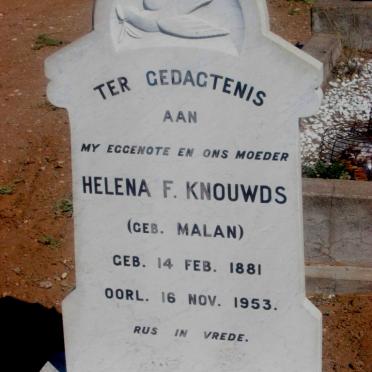 TER GEDAGTENIS
AAN
MY EGGENOTE EN ONS MOEDER
HELENA F. KNOUWDS
(GEB. MALAN)
GEB. 14 FEB. 1881
OORL. 16 NOV. 1953.
RUS IN VREDE.